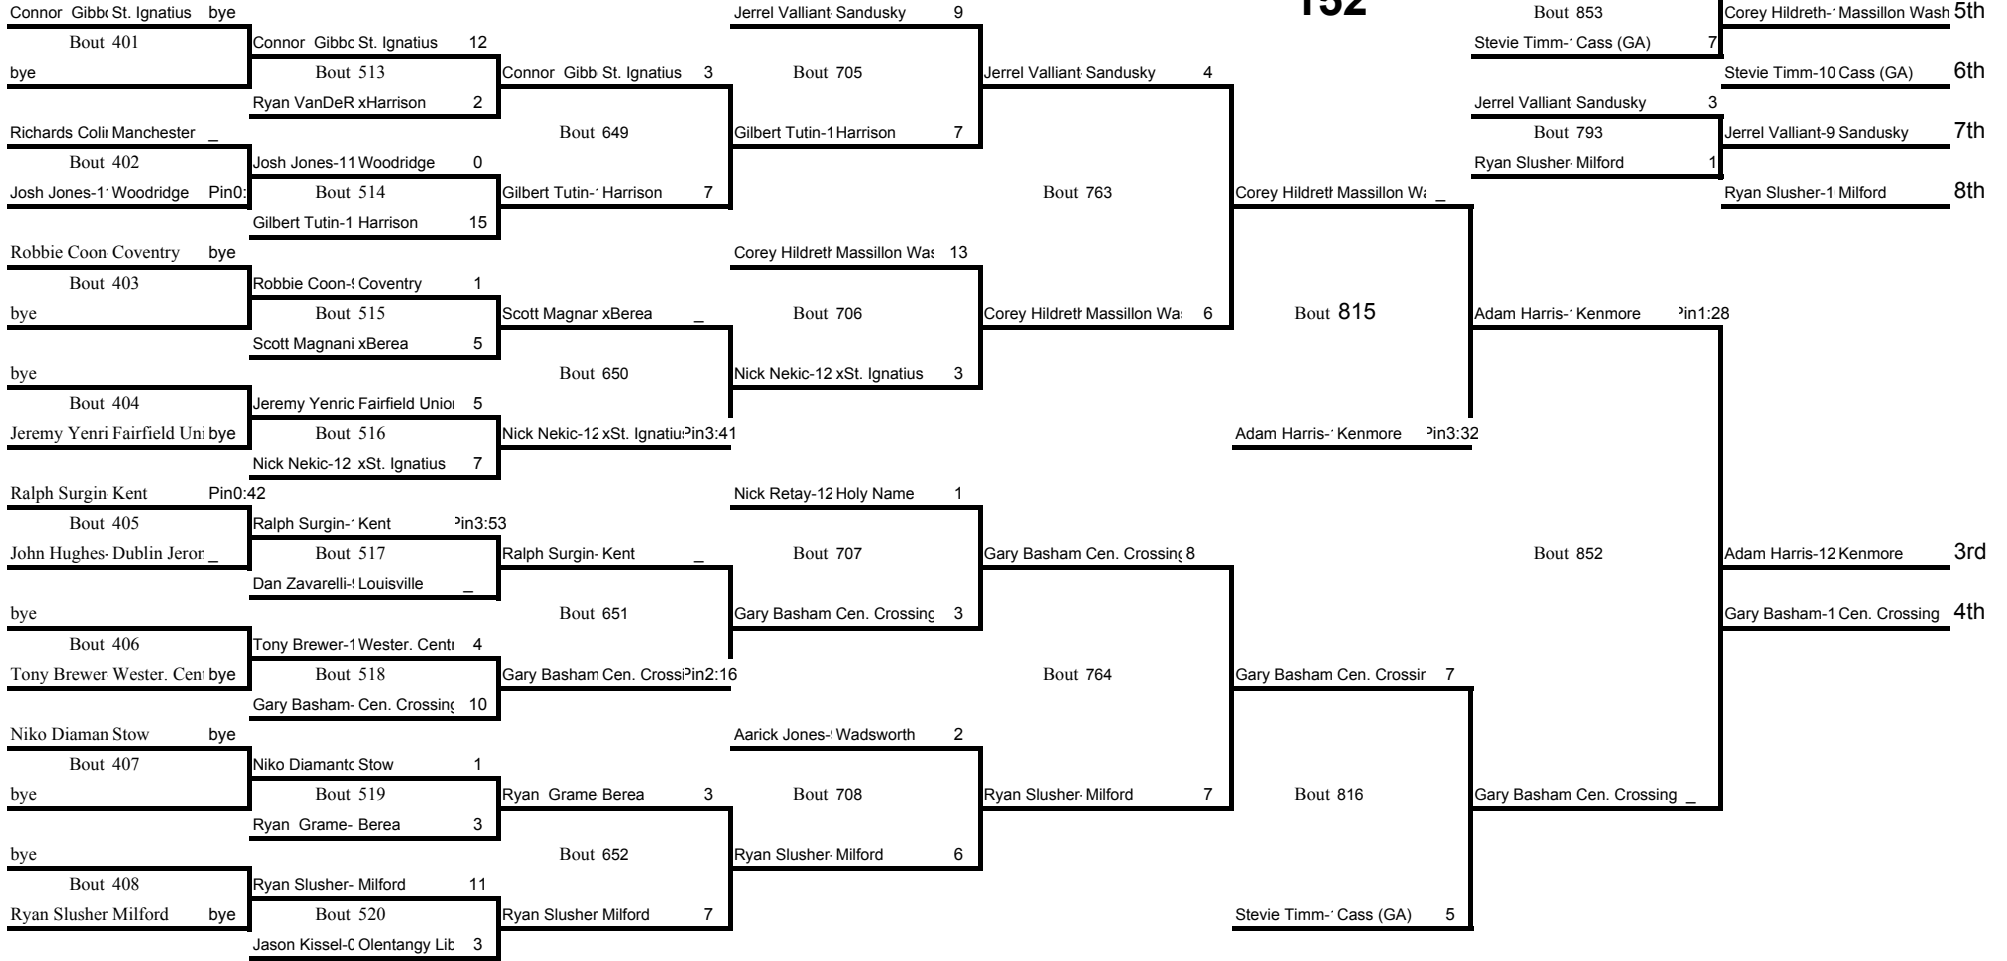 152
Connor Gibb St. Ignatius bye
Jerrel Valliant Sandusky 9
Bout 853
Corey Hildreth- Massillon Wash 5th
Bout 401
Connor Gibbo St. Ignatius 12
Stevie Timm- Cass (GA) 7
bye
Bout 513
Connor Gibb St. Ignatius 3
Bout 705
Jerrel Valliant Sandusky 4
Stevie Timm-10 Cass (GA) 6th
Ryan VanDeR xHarrison 2
Jerrel Valliant Sandusky 3
Richards Coli Manchester _
Bout 649
Gilbert Tutin-1 Harrison 7
Bout 793
Jerrel Valliant-9 Sandusky 7th
Bout 402
Josh Jones-11 Woodridge 0
Ryan Slusher Milford 1
Josh Jones-1 Woodridge Pin0:
Bout 514
Gilbert Tutin- Harrison 7
Bout 763
Corey Hildret Massillon Wa _
Ryan Slusher-1 Milford 8th
Gilbert Tutin-1 Harrison 15
Robbie Coon Coventry bye
Corey Hildreth Massillon Was 13
Bout 403
Robbie Coon- Coventry 1
bye
Bout 515
Scott Magnar xBerea _
Bout 706
Corey Hildreth Massillon Wa 6
Bout 815
Adam Harris- Kenmore Pin1:28
Scott Magnani xBerea 5
bye
Bout 650
Nick Nekic-12 xSt. Ignatius 3
Bout 404
Jeremy Yenric Fairfield Union 5
Jeremy Yenri Fairfield Uni bye
Bout 516
Nick Nekic-12 xSt. Ignatiu Pin3:41
Adam Harris- Kenmore Pin3:32
Nick Nekic-12 xSt. Ignatius 7
Ralph Surgin Kent Pin0:42
Nick Retay-12 Holy Name 1
Bout 405
Ralph Surgin- Kent Pin3:53
John Hughes- Dublin Jeror _
Bout 517
Ralph Surgin- Kent _
Bout 707
Gary Basham Cen. Crossing 8
Bout 852
Adam Harris-12 Kenmore 3rd
Dan Zavarelli- Louisville _
bye
Bout 651
Gary Basham Cen. Crossing 3
Gary Basham-1 Cen. Crossing 4th
Bout 406
Tony Brewer-1 Wester. Centr 4
Tony Brewer Wester. Cen bye
Bout 518
Gary Basham Cen. Crossi Pin2:16
Bout 764
Gary Basham Cen. Crossir 7
Gary Basham- Cen. Crossing 10
Niko Diaman Stow bye
Aarick Jones- Wadsworth 2
Bout 407
Niko Diamantc Stow 1
bye
Bout 519
Ryan Grame Berea 3
Bout 708
Ryan Slusher Milford 7
Bout 816
Gary Basham Cen. Crossing _
Ryan Grame- Berea 3
bye
Bout 652
Ryan Slusher Milford 6
Bout 408
Ryan Slusher- Milford 11
Ryan Slusher Milford bye
Bout 520
Ryan Slusher Milford 7
Stevie Timm- Cass (GA) 5
Jason Kissel-0 Olentangy Lib 3